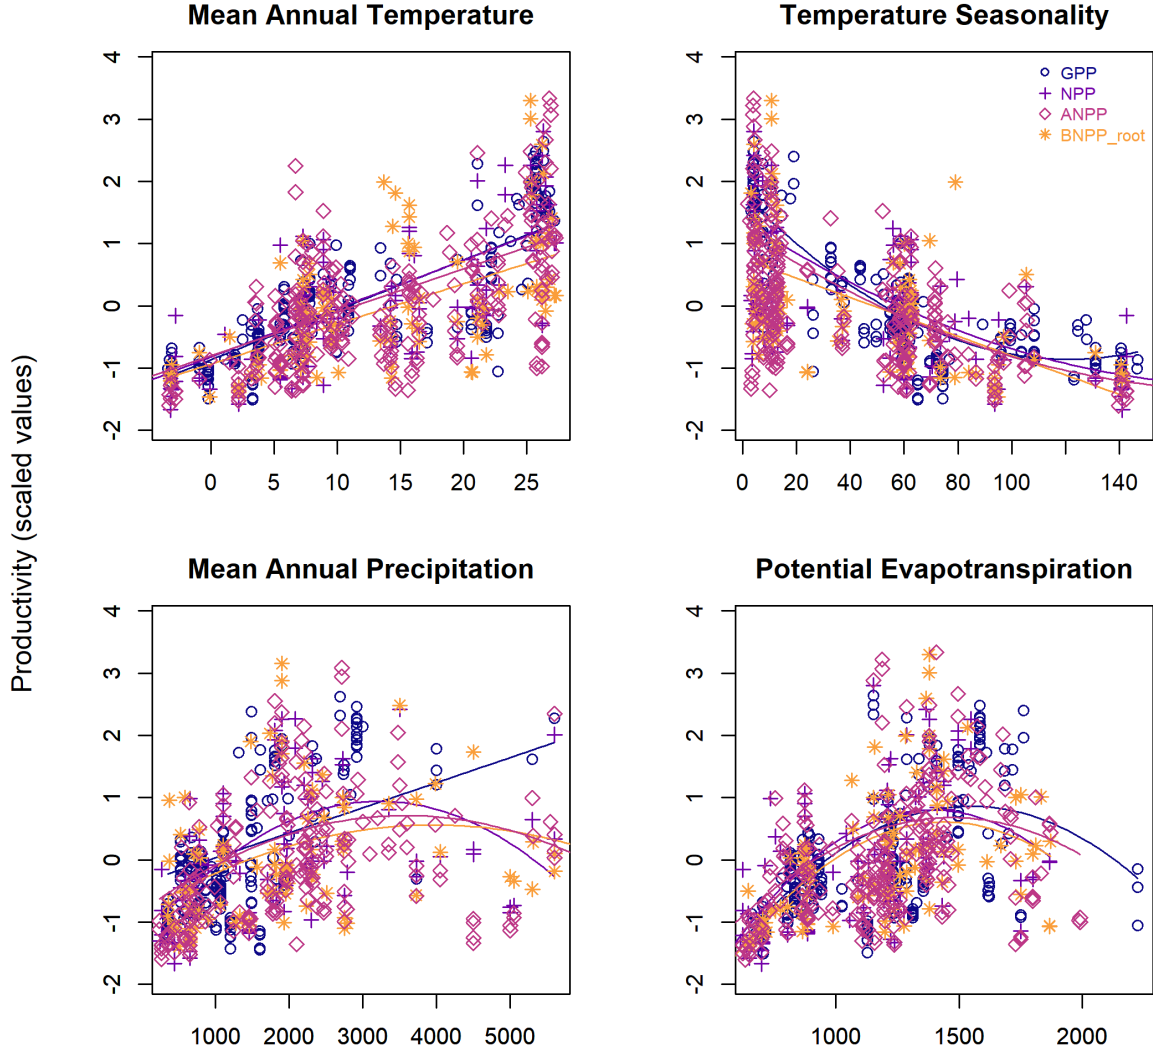 Mean Annual Temperature
Temperature Seasonality
4
3
2
1
0
-1
-2
0 5 10 15 20 25
4
3
2
1
0
-1
-2
0 20 40 60 80 100 140
GPP
NPP
ANPP
BNPP_root
Productivity (scaled values)
Mean Annual Precipitation
Potential Evapotranspiration
4
3
2
1
0
-1
-2
1000 2000 3000 4000 5000
4
3
2
1
0
-1
-2
1000 1500 2000